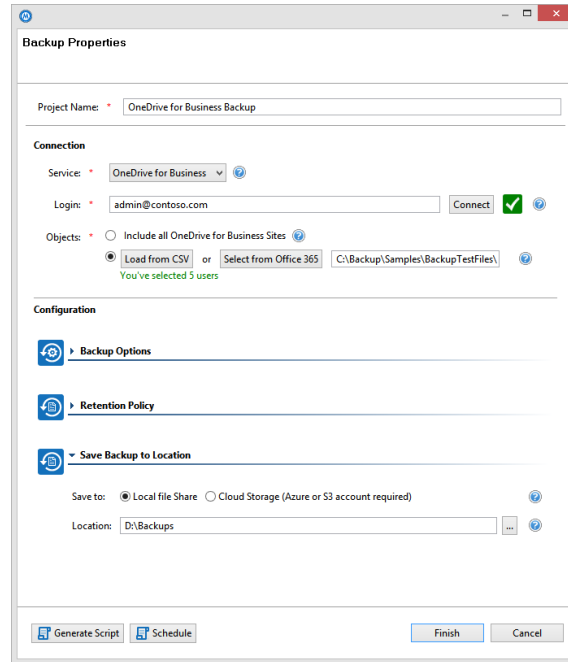 Backup Properties
Project Name: * OneDrive for Business Backup
Connection
Service: * OneDrive for Business
Login: * admin@contoso.com Connect
Objects: * Include all OneDrive for Business Sites
Load from CSV or Select from Office 365 C:\Backup\Samples\BackupTestFiles\
You've selected 5 users
Configuration
Backup Options
Retention Policy
Save Backup to Location
Save to: Local file Share Cloud Storage (Azure or S3 account required)
Location: D:\Backups ...
Generate Script Schedule Finish Cancel